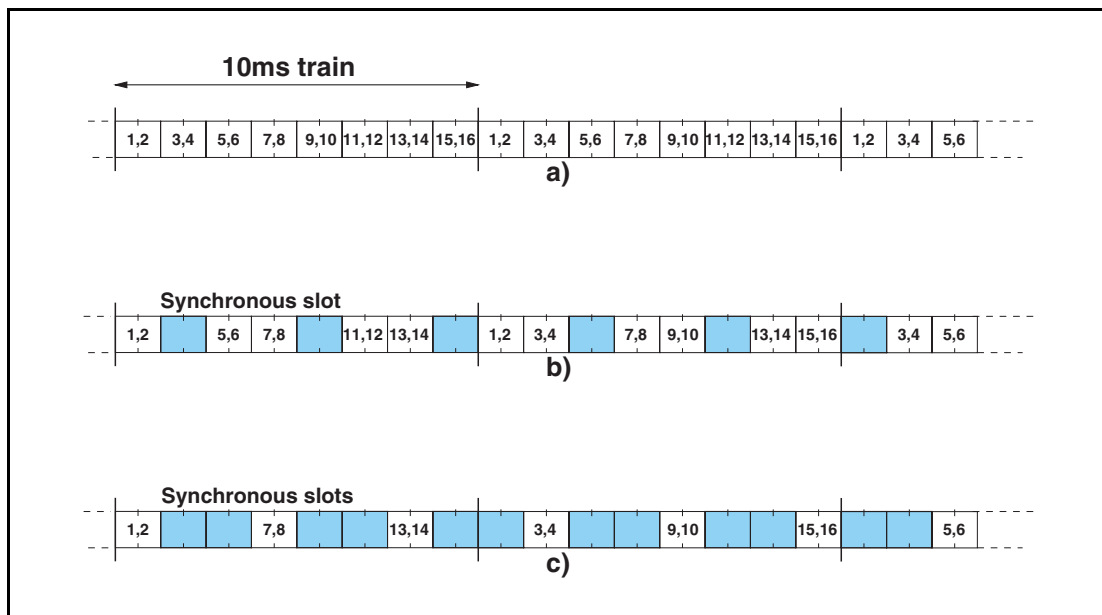 10ms train
1,2 3,4 5,6 7,8 9,10 11,12 13,14 15,16 1,2 3,4 5,6 7,8 9,10 11,12 13,14 15,16 1,2 3,4 5,6
a)
Synchronous slot
1,2 5,6 7,8 11,12 13,14 1,2 3,4 7,8 9,10 13,14 15,16 3,4 5,6
b)
Synchronous slots
1,2 7,8 13,14 3,4 9,10 15,16 5,6
c)